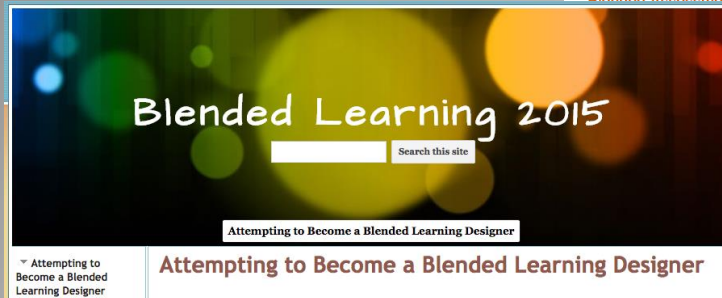 Blended Learning 2015
Search this site
Attempting to Become a Blended Learning Designer
Attempting to
Become a Blended
Learning Designer
Attempting to Become a Blended Learning Designer